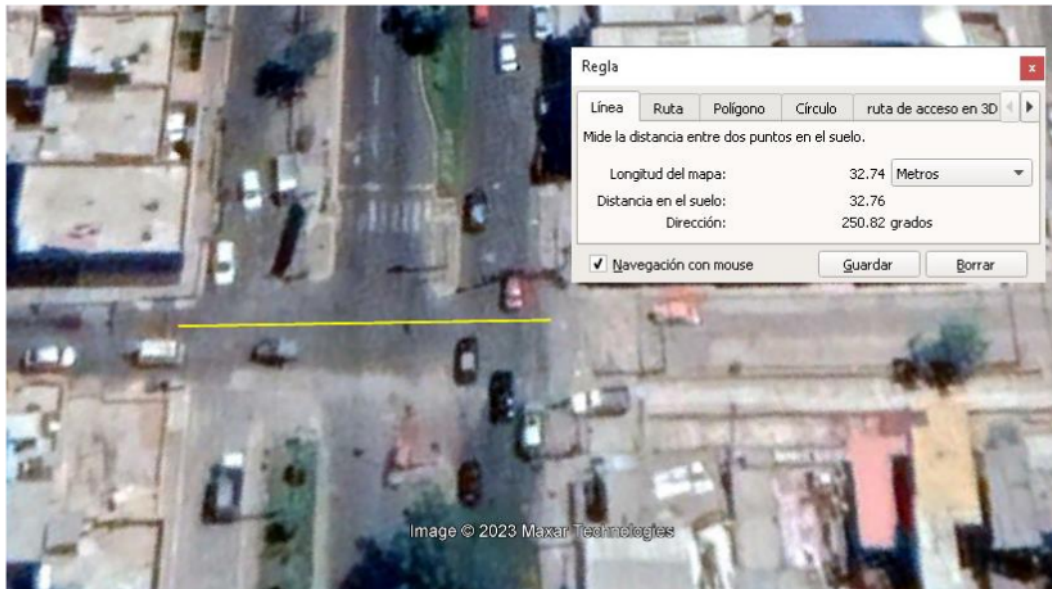 Regla
x
Línea
Ruta
Polígono
Círculo
ruta de acceso en 3D
Mide la distancia entre dos puntos en el suelo.
Longitud del mapa: 32.74 Metros
Distancia en el suelo: 32.76
Dirección: 250.82 grados
Navegación con mouse
Guardar
Borrar
Image © 2023 Maxar Technologies